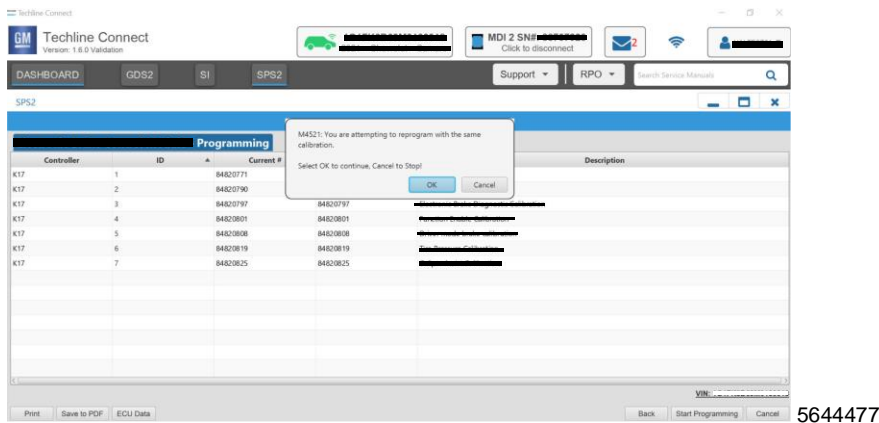 Techline Connect
GM Techline Connect
Version: 1.6.0 Validation
MDI 2 SN#:
Click to disconnect
2
DASHBOARD GDS2 SI SPS2 Support RPO Search Service Manuals
SPS2
Programming
M4521: You are attempting to reprogram with the same
calibration.
Select OK to continue, Cancel to Stop!
OK Cancel
Controller ID Current # Description
K17 1 84820771
K17 2 84820790
K17 3 84820797 84820797
K17 4 84820801 84820801
K17 5 84820808 84820808
K17 6 84820819 84820819
K17 7 84820825 84820825
VIN:
Print Save to PDF ECU Data Back Start Programming Cancel
5644477